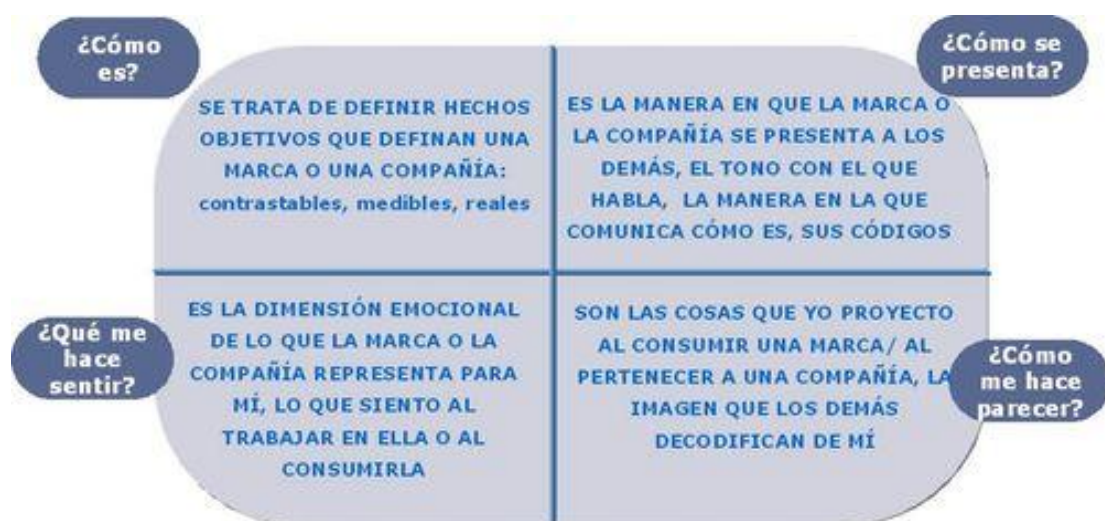 ¿Cómo
es?
SE TRATA DE DEFINIR HECHOS
OBJETIVOS QUE DEFINAN UNA
MARCA O UNA COMPAÑÍA:
contrastables, medibles, reales
¿Cómo se
presenta?
ES LA MANERA EN QUE LA MARCA O
LA COMPAÑÍA SE PRESENTA A LOS
DEMÁS, EL TONO CON EL QUE
HABLA, LA MANERA EN LA QUE
COMUNICA CÓMO ES, SUS CÓDIGOS
¿Qué me
hace
sentir?
ES LA DIMENSIÓN EMOCIONAL
DE LO QUE LA MARCA O LA
COMPAÑÍA REPRESENTA PARA
MÍ, LO QUE SIENTO AL
TRABAJAR EN ELLA O AL
CONSUMIRLA
SON LAS COSAS QUE YO PROYECTO
AL CONSUMIR UNA MARCA/ AL
PERTENECER A UNA COMPAÑÍA, LA
IMAGEN QUE LOS DEMÁS
DECODIFICAN DE MÍ
¿Cómo
me hace
parecer?